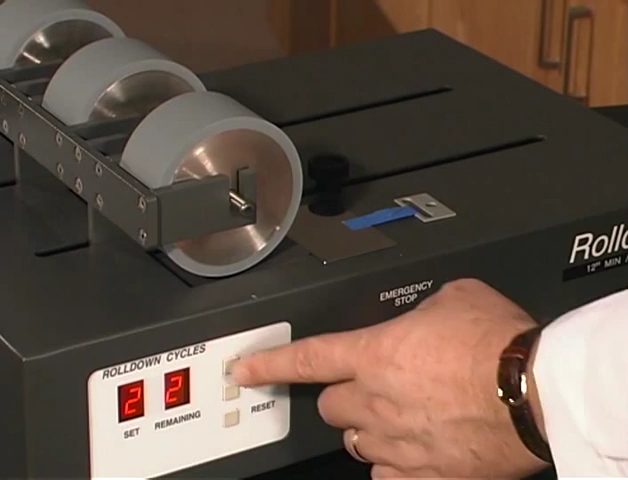 Rolld
12" MIN /
EMERGENCY
STOP
ROLLDOWN CYCLES
2 2
SET REMAINING
RESET